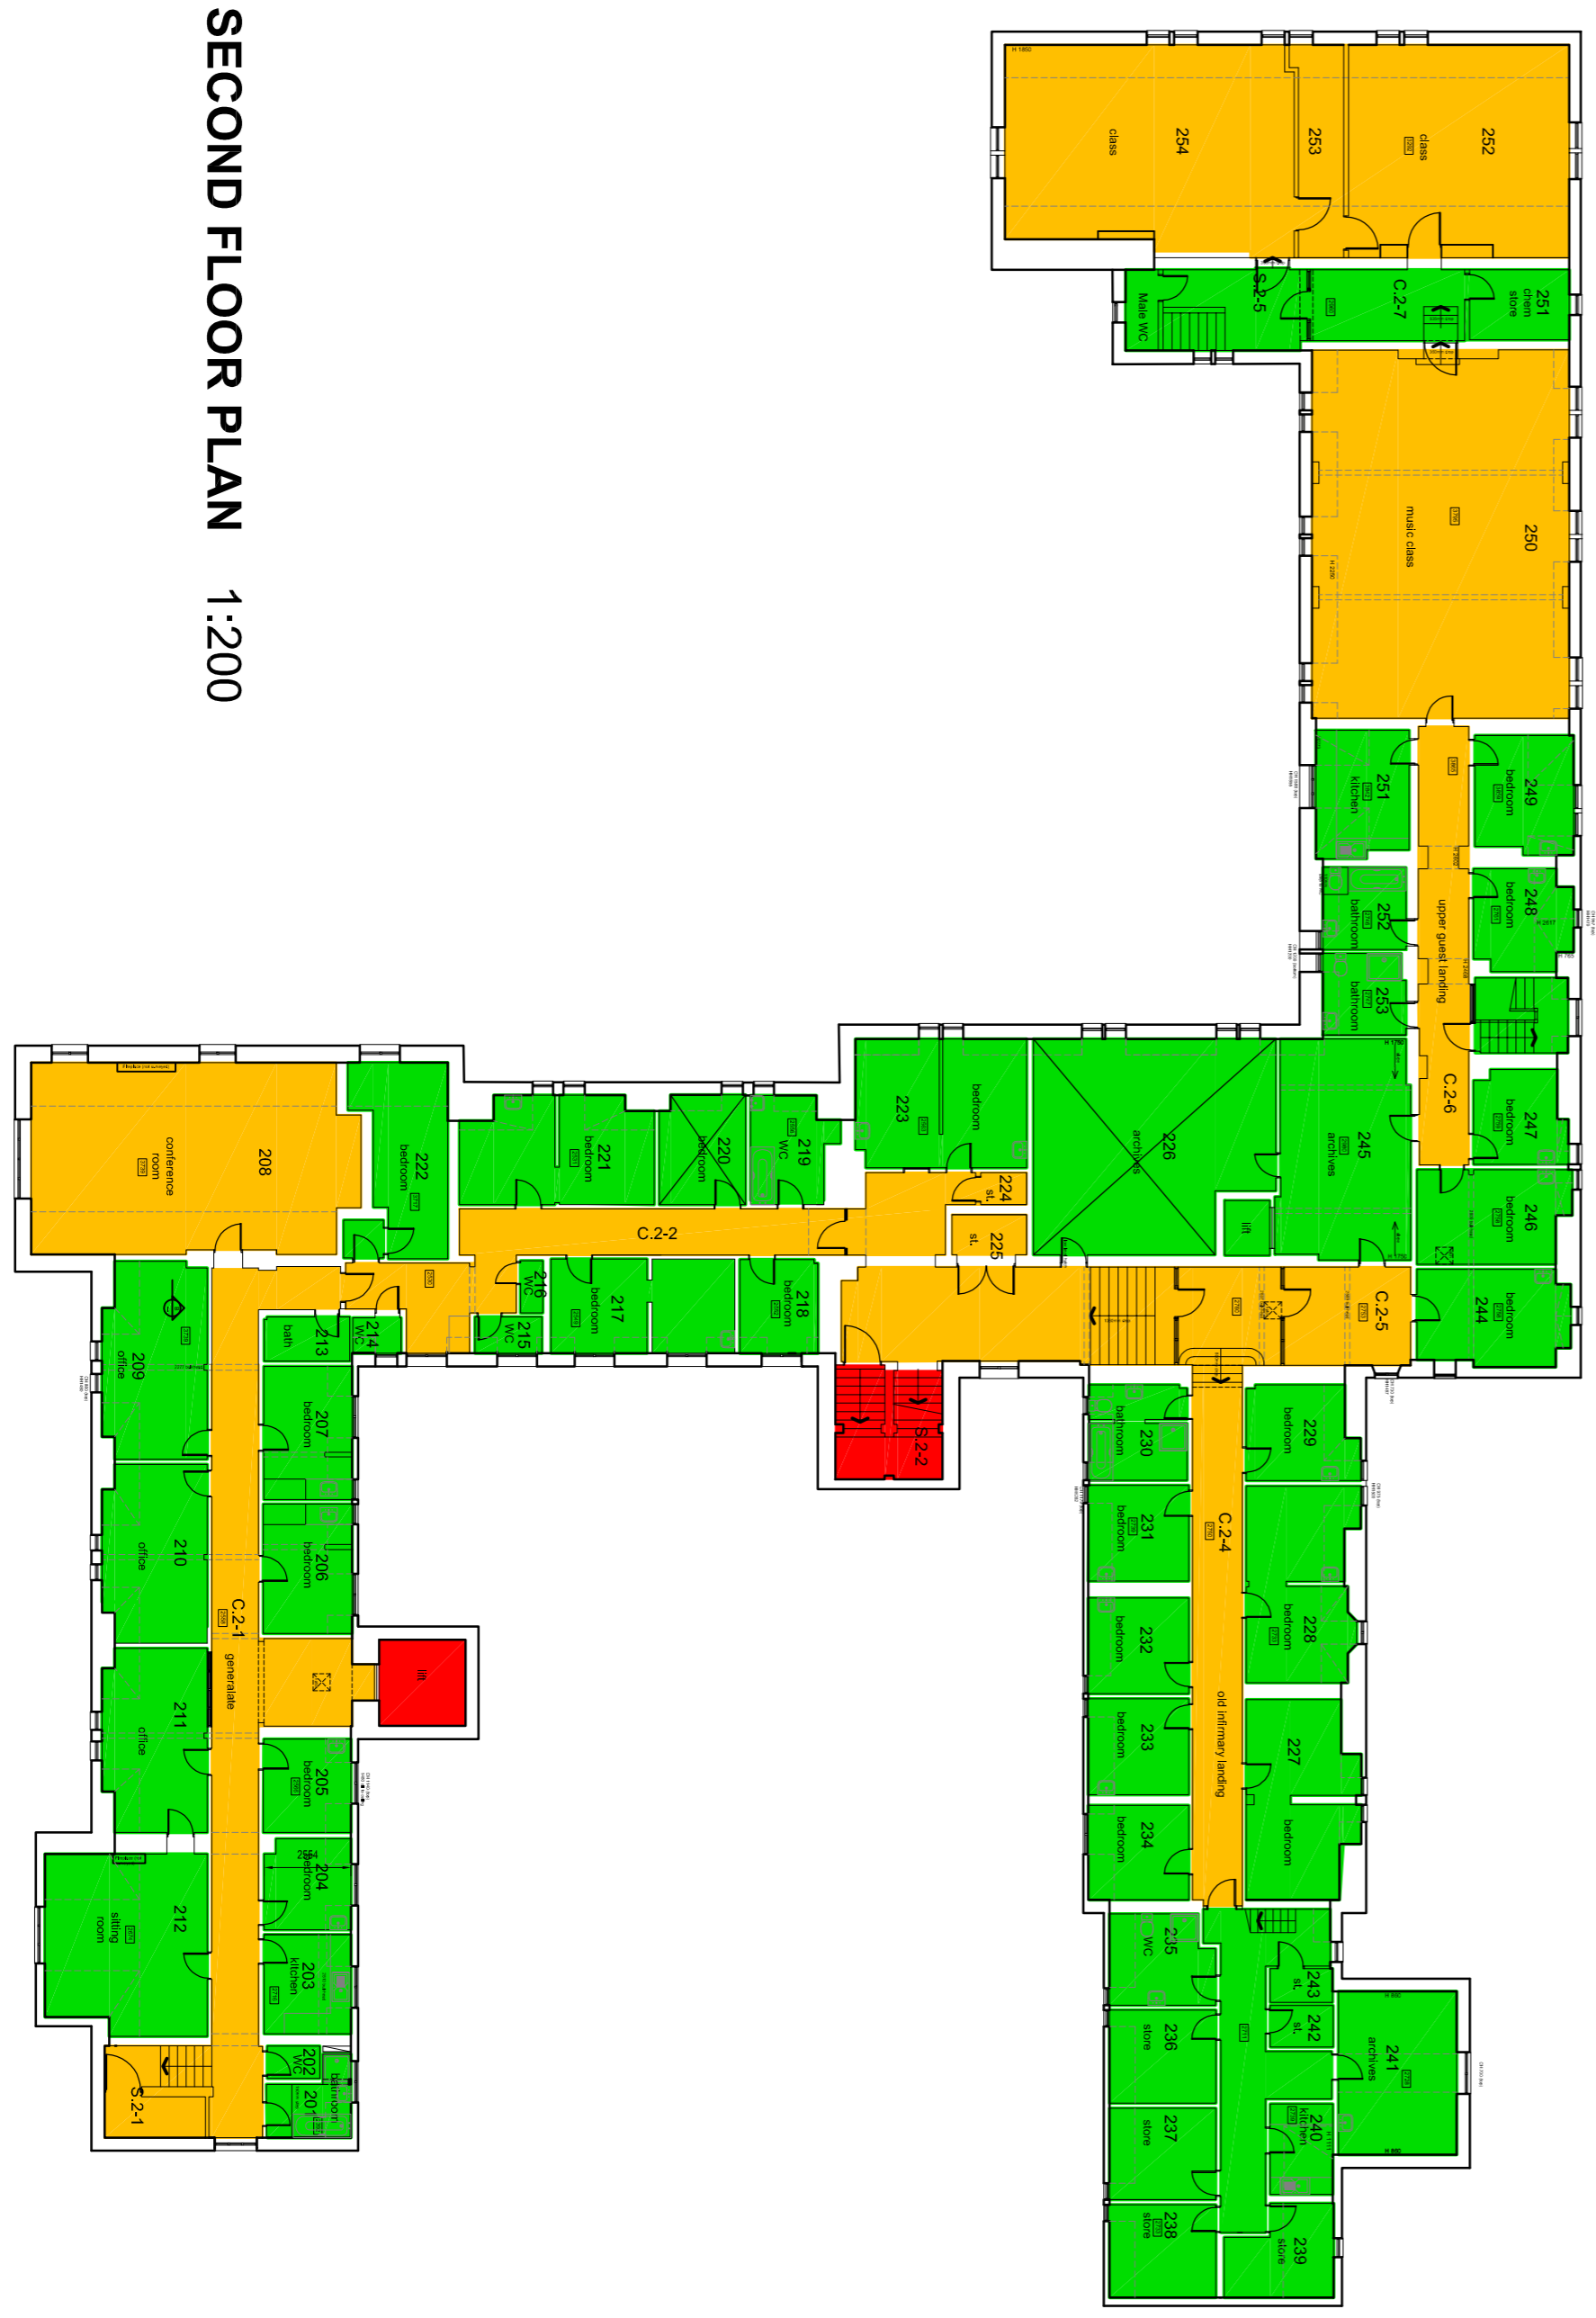 SECOND FLOOR PLAN 1:200
H 1860
254
class
253
252
class
Male WC
S.2-5
C.2-7
251
chem
store
250
music class
H 2260
251
kitchen
249
bedroom
252
bathroom
248
bedroom
H 2617
H 765
253
bathroom
upper guest landing
H 2468
C.2-6
247
bedroom
246
bedroom
245
archives
226
archives
lift
244
bedroom
C.2-5
223
bedroom
224
st.
225
st.
219
WC
220
bedroom
221
bedroom
222
bedroom
208
conference
room
C.2-2
216
WC
215
WC
217
bedroom
218
bedroom
214
WC
213
bath
S.2-2
209
office
207
bedroom
210
office
206
bedroom
C.2-1
generalate
lift
211
office
205
bedroom
204
bedroom
212
sitting
room
203
kitchen
202
WC
201
bathroom
S.2-1
230
bathroom
229
bedroom
231
bedroom
C.2-4
228
bedroom
232
bedroom
old infirmary landing
233
bedroom
227
bedroom
234
bedroom
235
WC
243
st.
242
st.
236
store
241
archives
H 860
240
kitchen
237
store
238
store
239
store